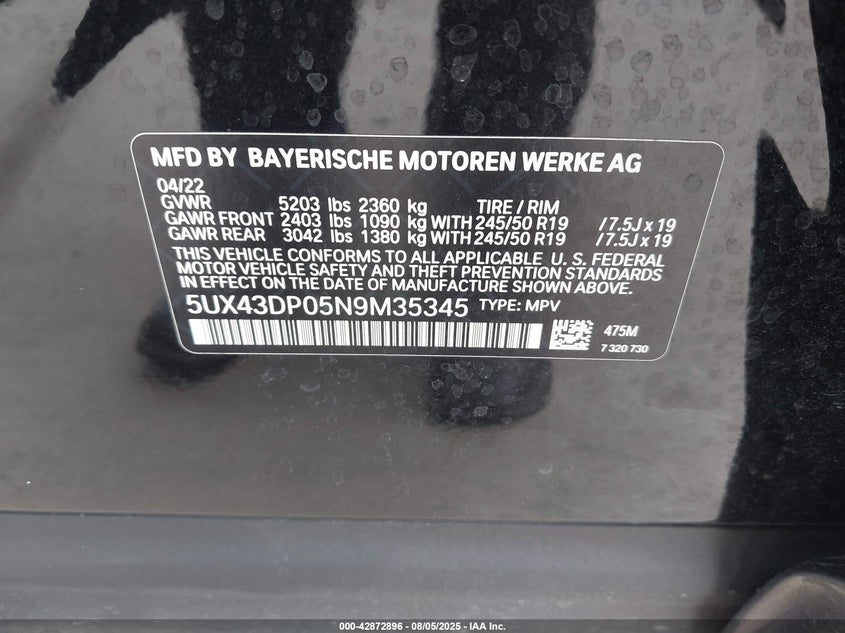 MFD BY BAYERISCHE MOTOREN WERKE AG
04/22
GVWR 5203 lbs 2360 kg TIRE / RIM
GAWR FRONT 2403 lbs 1090 kg WITH 245/50 R19 / 7.5J x 19
GAWR REAR 3042 lbs 1380 kg WITH 245/50 R19 / 7.5J x 19
THIS VEHICLE CONFORMS TO ALL APPLICABLE U. S. FEDERAL
MOTOR VEHICLE SAFETY AND THEFT PREVENTION STANDARDS
IN EFFECT ON THE DATE OF MANUFACTURE SHOWN ABOVE.
5UX43DP05N9M35345 TYPE: MPV
475M
7 320 730
000-42872896 - 08/05/2025 - IAA Inc.